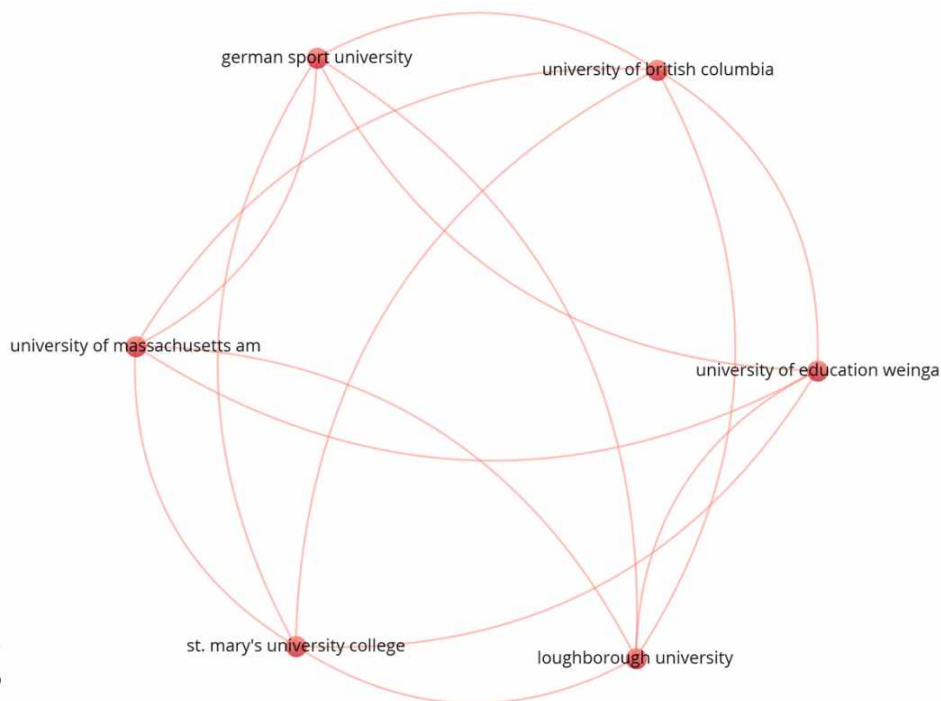 german sport university
university of british columbia
university of massachusetts am
university of education weinga
st. mary's university college
loughborough university